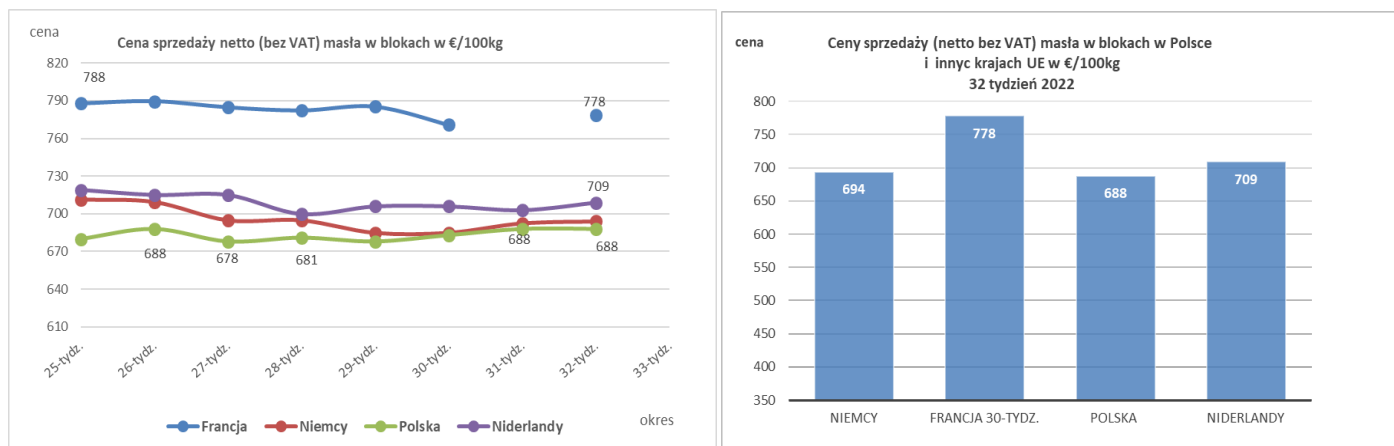 cena
Cena sprzedaży netto (bez VAT) masła w blokach w €/100kg
820
790
760
730
700
670
640
610
788
778
709
688
678
681
688
688
25-tydz.
26-tydz.
27-tydz.
28-tydz.
29-tydz.
30-tydz.
31-tydz.
32-tydz.
33-tydz.
okres
Francja Niemcy Polska Niderlandy
cena
Ceny sprzedaży (netto bez VAT) masła w blokach w Polsce
i innyc krajach UE w €/100kg
32 tydzień 2022
800
750
700
650
600
550
500
450
400
350
694
778
688
709
NIEMCY
FRANCJA 30-TYDZ.
POLSKA
NIDERLANDY